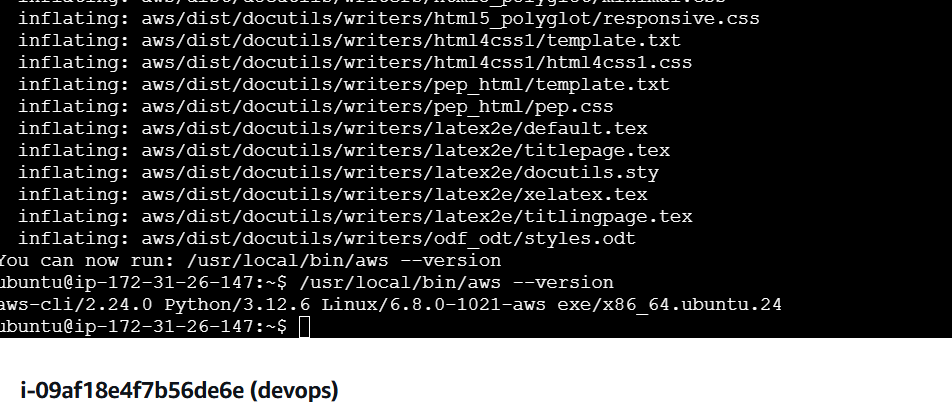 inflating: aws/dist/docutils/writers/html5_polyglot/minimal.css
inflating: aws/dist/docutils/writers/html5_polyglot/responsive.css
inflating: aws/dist/docutils/writers/html4css1/template.txt
inflating: aws/dist/docutils/writers/html4css1/html4css1.css
inflating: aws/dist/docutils/writers/pep_html/template.txt
inflating: aws/dist/docutils/writers/pep_html/pep.css
inflating: aws/dist/docutils/writers/latex2e/default.tex
inflating: aws/dist/docutils/writers/latex2e/titlepage.tex
inflating: aws/dist/docutils/writers/latex2e/docutils.sty
inflating: aws/dist/docutils/writers/latex2e/xelatex.tex
inflating: aws/dist/docutils/writers/latex2e/titlingpage.tex
inflating: aws/dist/docutils/writers/odf_odt/styles.odt
You can now run: /usr/local/bin/aws --version
ubuntu@ip-172-31-26-147:~$ /usr/local/bin/aws --version
aws-cli/2.24.0 Python/3.12.6 Linux/6.8.0-1021-aws exe/x86_64.ubuntu.24
ubuntu@ip-172-31-26-147:~$
i-09af18e4f7b56de6e (devops)